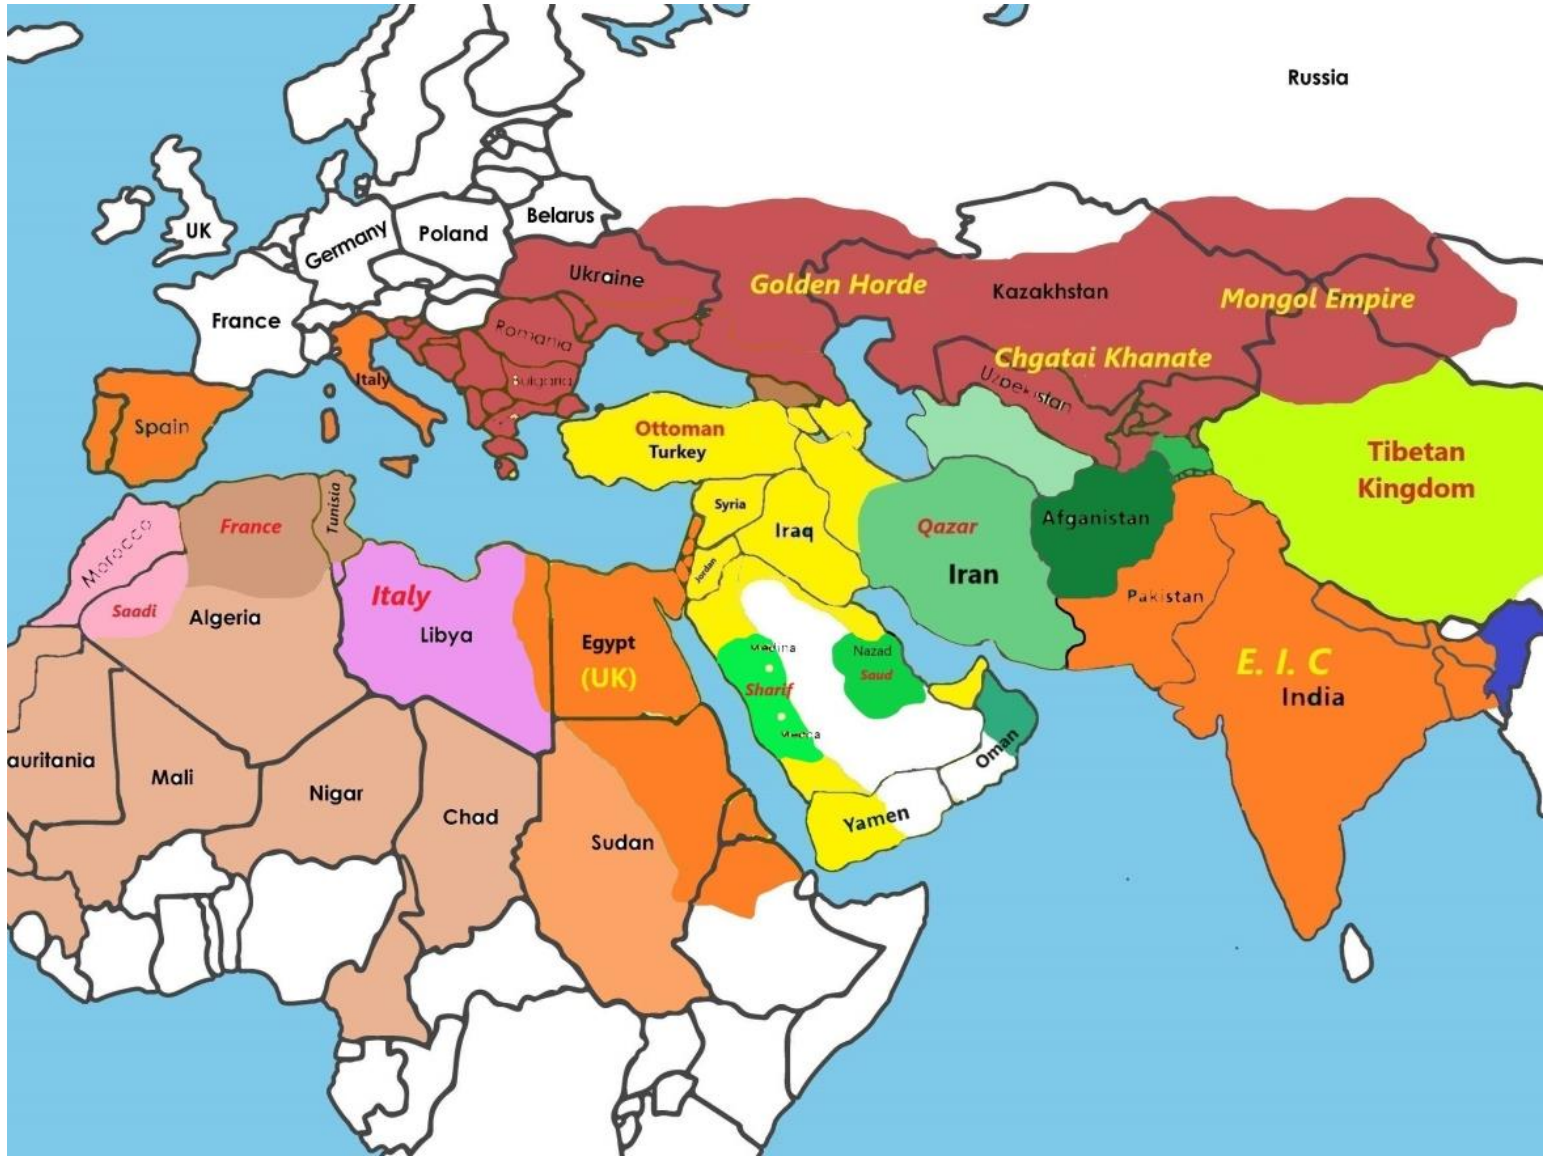 Russia
UK
Germany
Poland
Belarus
Ukraine
Golden Horde
Kazakhstan
Mongol Empire
France
Romania
Chgatai Khanate
Uzbekistan
Italy
Bulgaria
Spain
Ottoman
Turkey
Tibetan
Kingdom
Morocco
France
Tunisia
Syria
Iraq
Qazar
Iran
Afganistan
Jordan
Saadi
Algeria
Italy
Libya
Egypt
(UK)
Pakistan
Medina
Nazad
Saud
Sharif
E. I. C
India
Mecca
auritania
Mali
Nigar
Chad
Sudan
Yamen
Oman